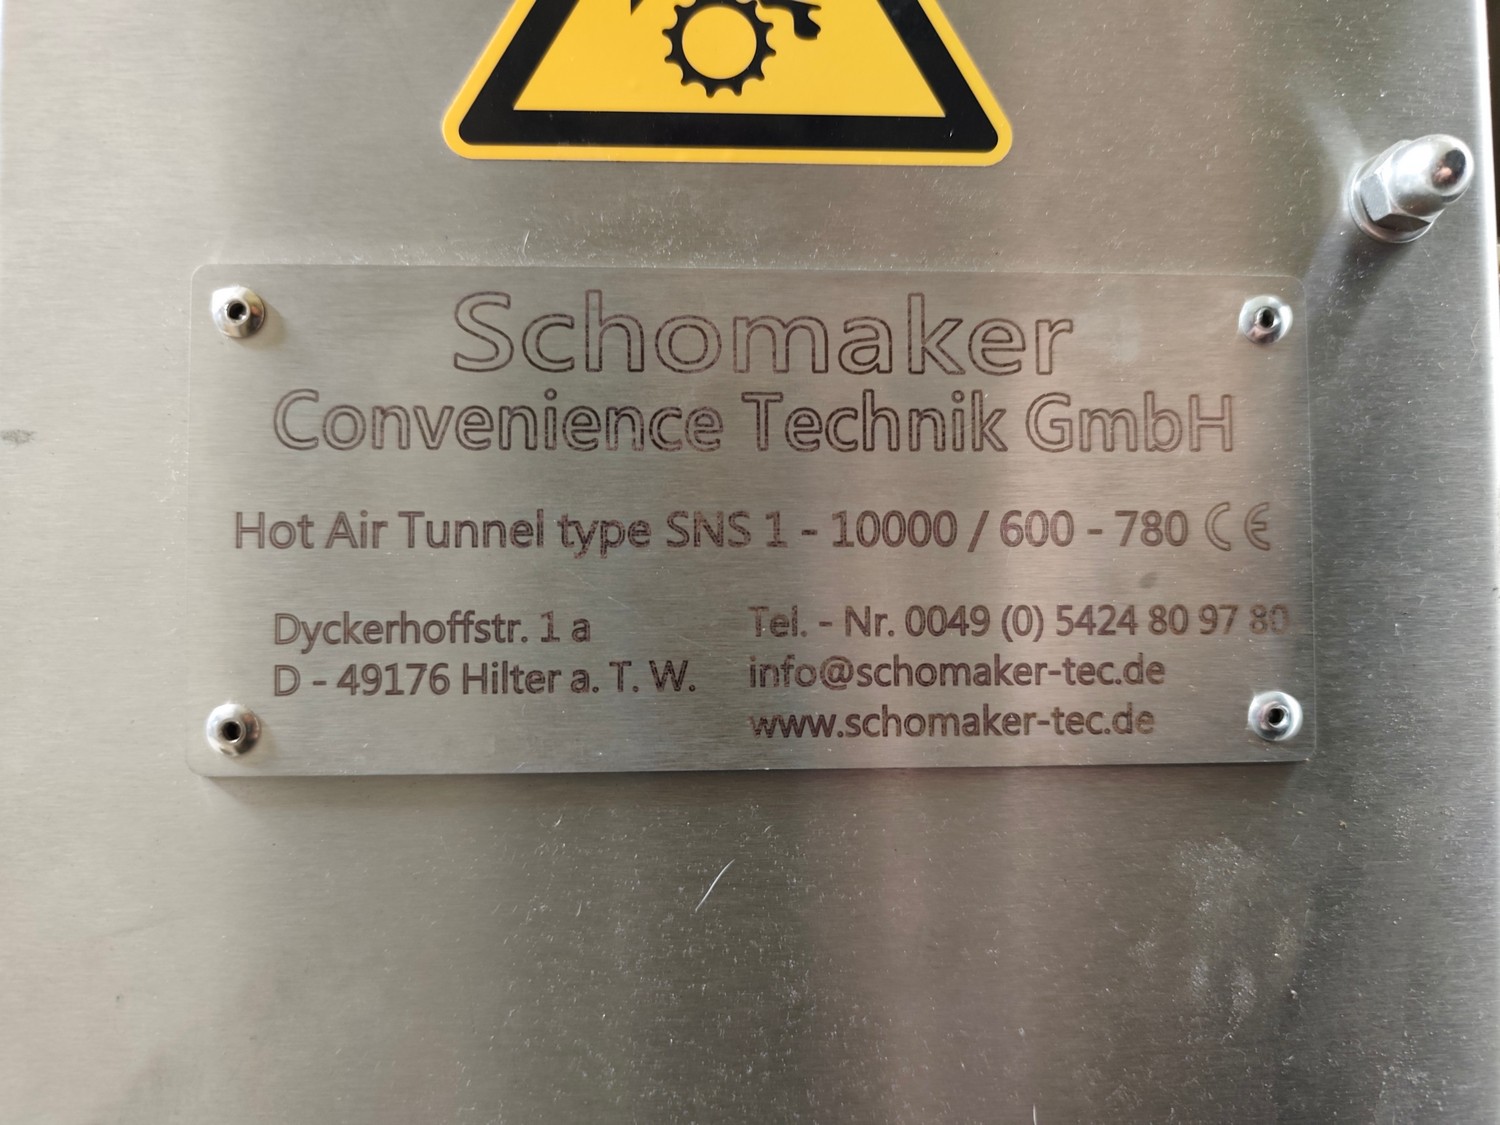 Schomaker
Convenience Technik GmbH
Hot Air Tunnel type SNS 1 - 10000 / 600 - 780 CE
Dyckerhoffstr. 1 a
D - 49176 Hilter a. T. W.
Tel. - Nr. 0049 (0) 5424 80 97 80
info@schomaker-tec.de
www.schomaker-tec.de